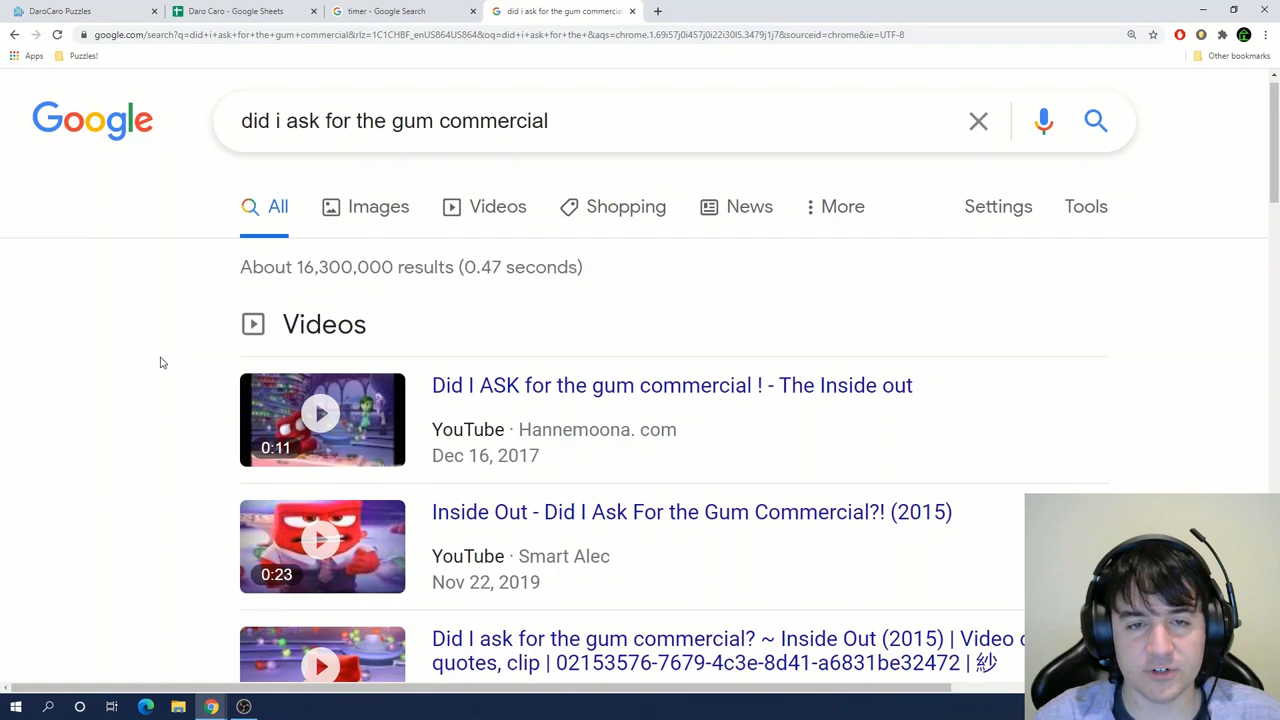 DaroCaro Puzzles
Daro Caro - Google Sheets
timer - Google Search
did i ask for the gum commercial
google.com/search?q=did+i+ask+for+the+gum+commercial&rlz=1C1CHBF_enUS864US864&oq=did+i+ask+for+the+&aqs=chrome.1.69i57j0i457j0i22i30l5.3479j1j7&sourceid=chrome&ie=UTF-8
Apps
Puzzles!
Other bookmarks
Google
did i ask for the gum commercial
All
Images
Videos
Shopping
News
More
Settings
Tools
About 16,300,000 results (0.47 seconds)
Videos
0:11
Did I ASK for the gum commercial ! - The Inside out
YouTube · Hannemoona. com
Dec 16, 2017
0:23
Inside Out - Did I Ask For the Gum Commercial?! (2015)
YouTube · Smart Alec
Nov 22, 2019
Did I ask for the gum commercial? ~ Inside Out (2015) | Video
quotes, clip | 02153576-7679-4c3e-8d41-a6831be32472 | 紗